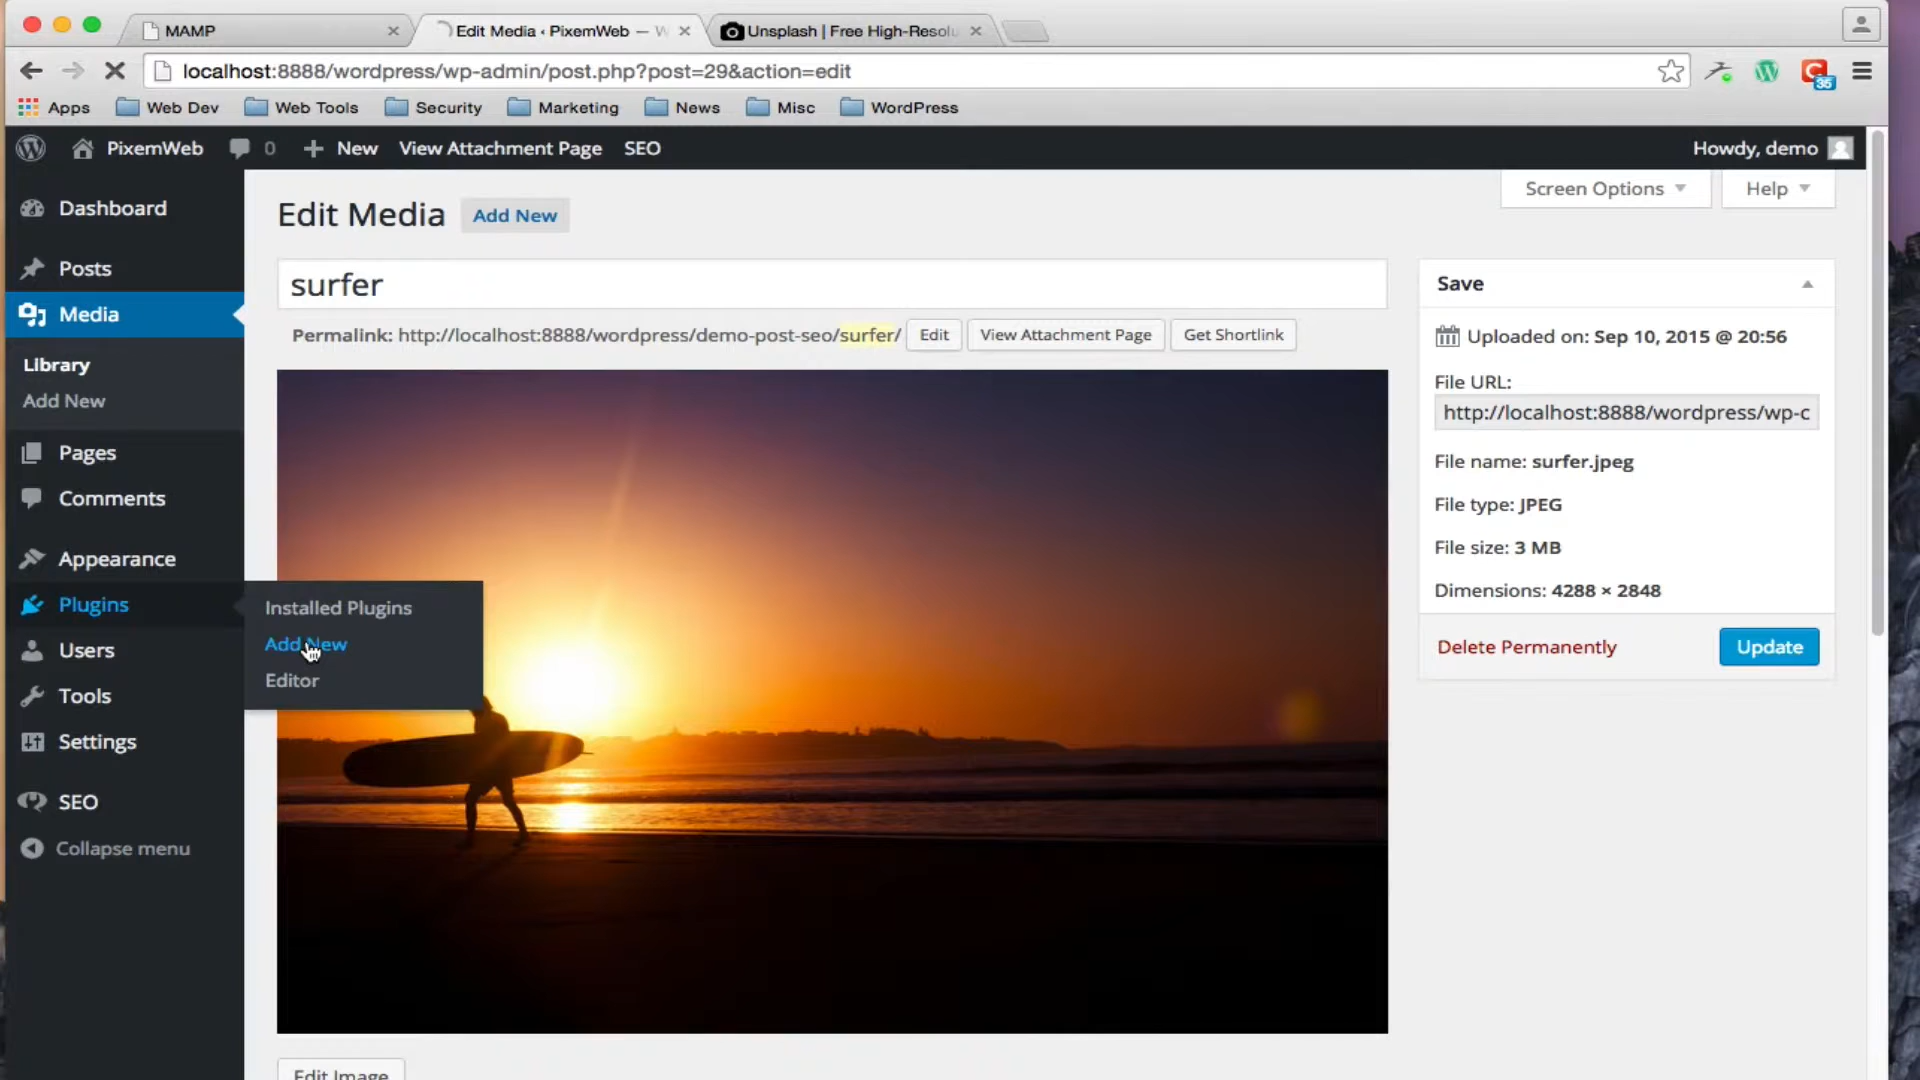 MAMP
Edit Media ‹ PixemWeb — W
Unsplash | Free High-Resolu
localhost:8888/wordpress/wp-admin/post.php?post=29&action=edit
Apps Web Dev Web Tools Security Marketing News Misc WordPress
35
PixemWeb 0 New View Attachment Page SEO Howdy, demo
Screen Options Help
Dashboard
Posts
Media
Library
Add New
Pages
Comments
Appearance
Plugins
Users
Tools
Settings
SEO
Collapse menu
Installed Plugins
Add New
Editor
Edit Media Add New
surfer
Permalink: http://localhost:8888/wordpress/demo-post-seo/surfer/ Edit View Attachment Page Get Shortlink
Edit Image
Save
Uploaded on: Sep 10, 2015 @ 20:56
File URL:
http://localhost:8888/wordpress/wp-c
File name: surfer.jpeg
File type: JPEG
File size: 3 MB
Dimensions: 4288 × 2848
Delete Permanently Update